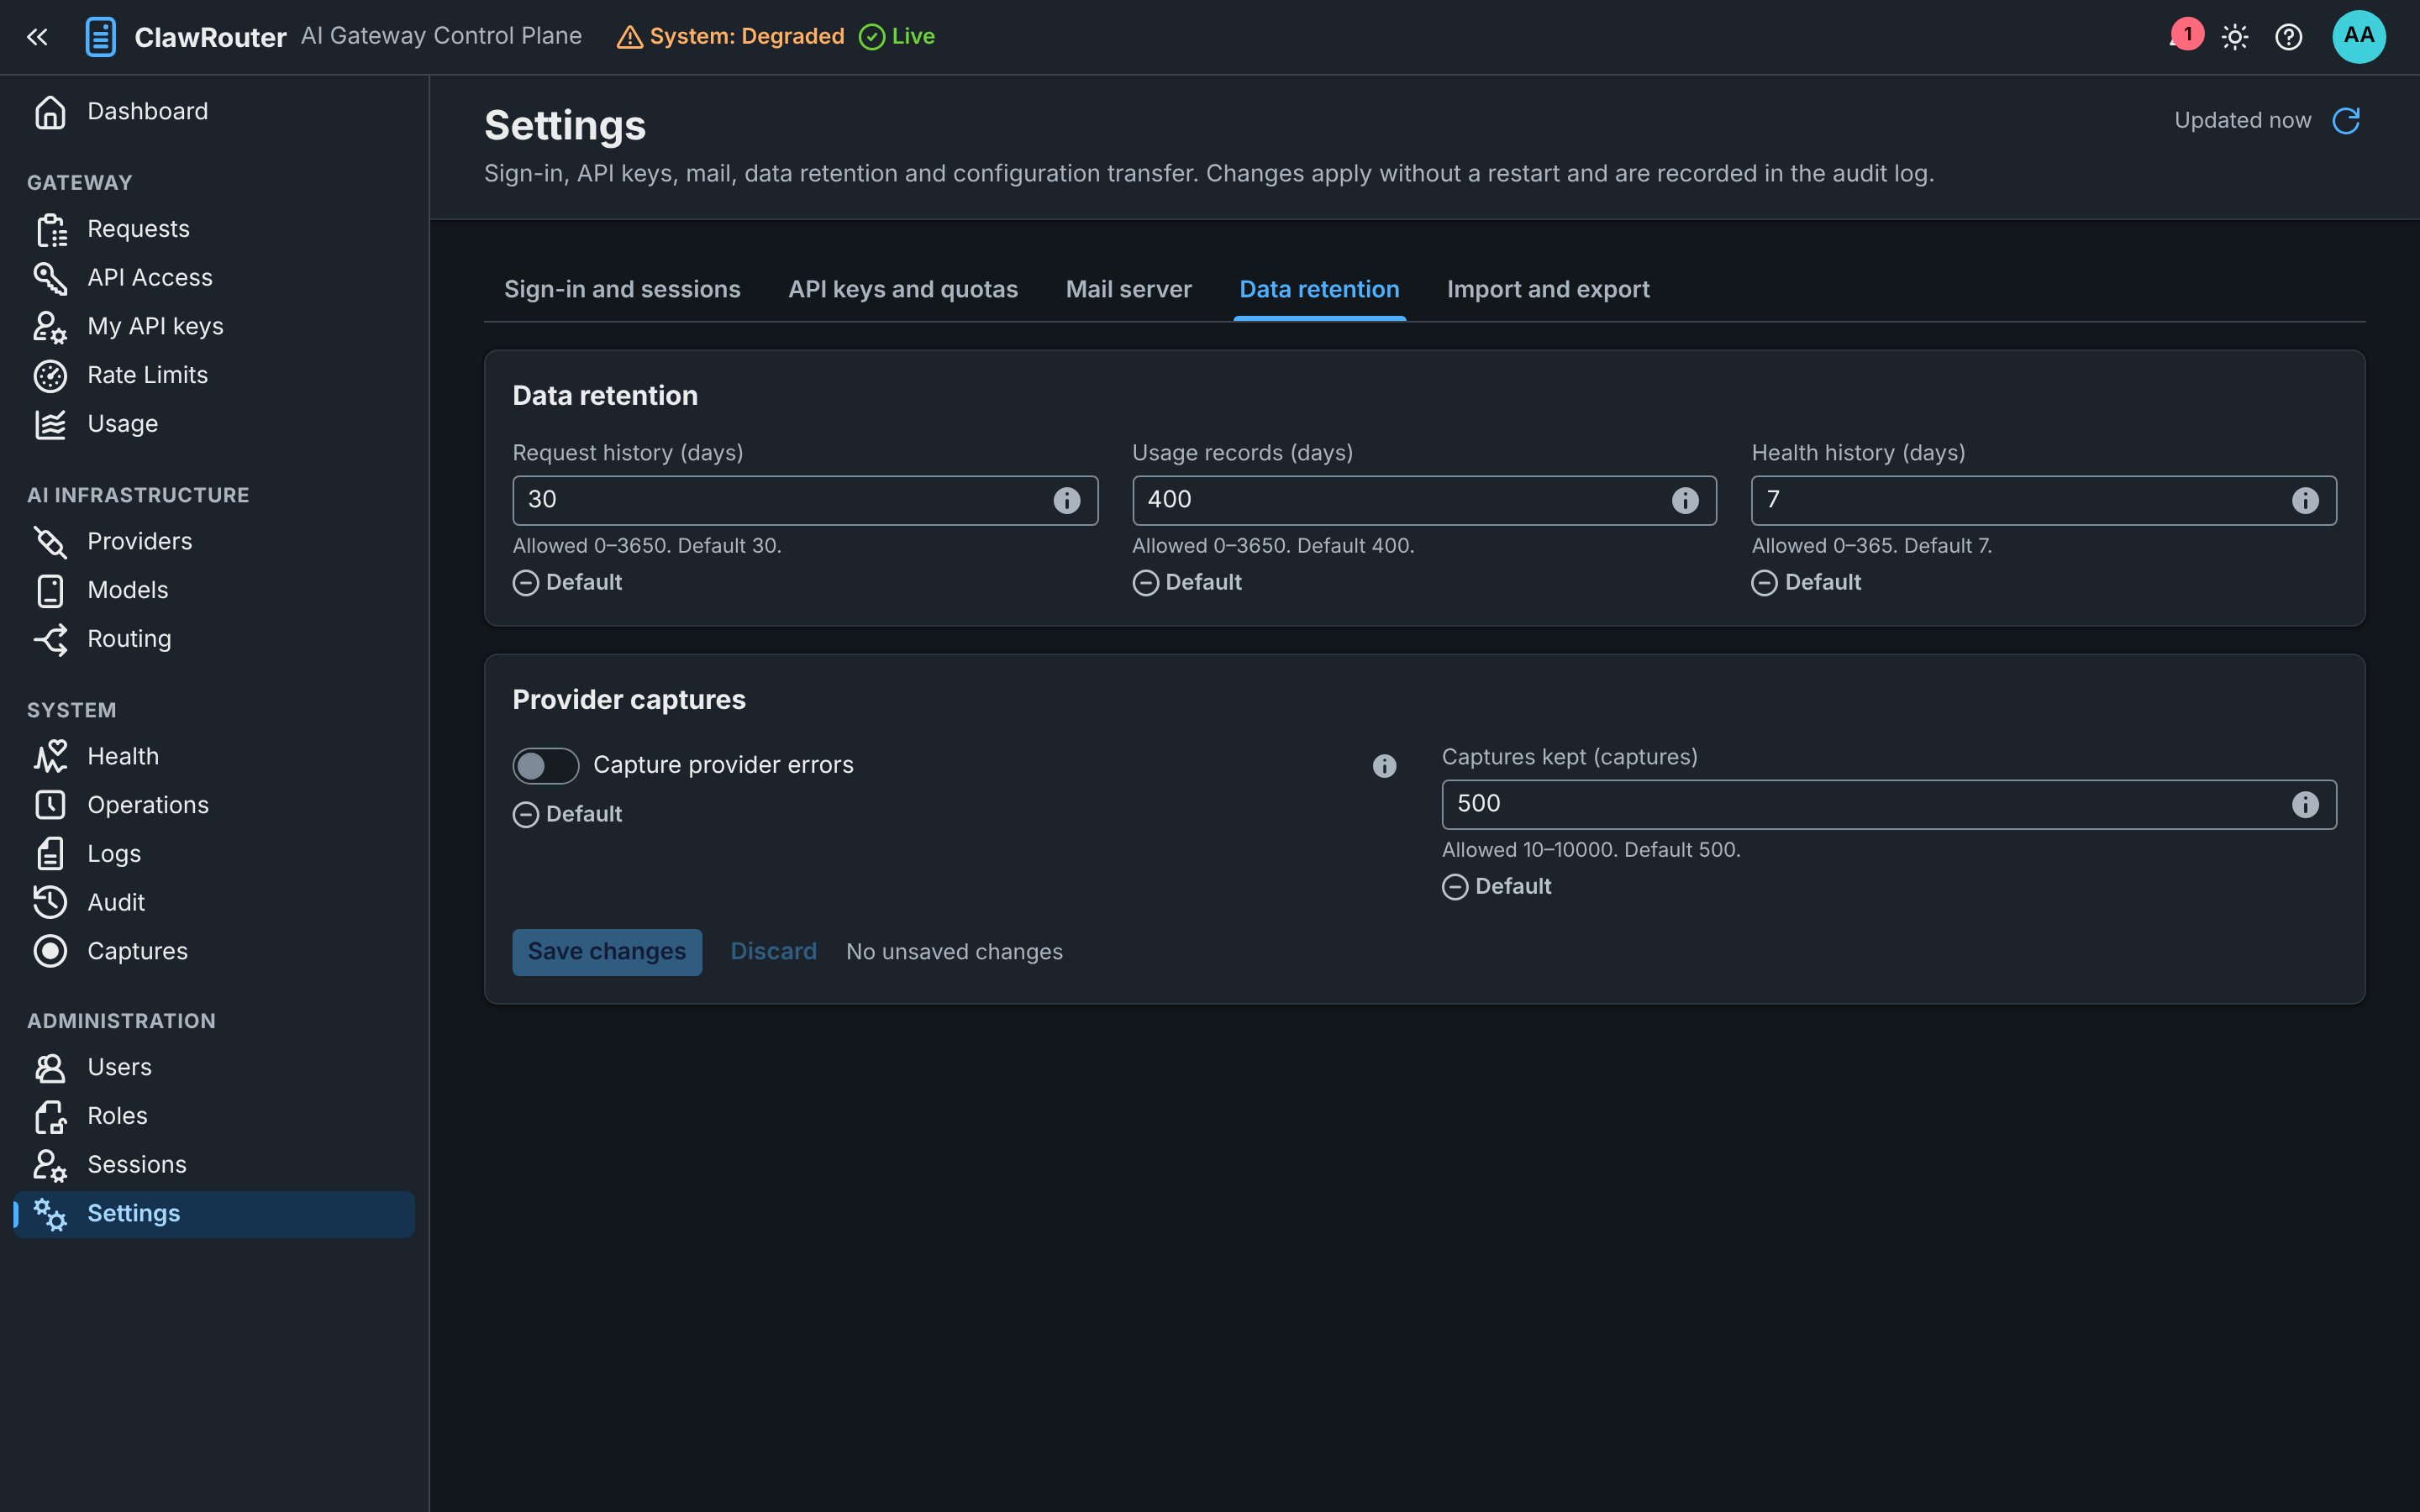 ClawRouter AI Gateway Control Plane System: Degraded Live 1 AA
Dashboard
GATEWAY
Requests
API Access
My API keys
Rate Limits
Usage
AI INFRASTRUCTURE
Providers
Models
Routing
SYSTEM
Health
Operations
Logs
Audit
Captures
ADMINISTRATION
Users
Roles
Sessions
Settings
Settings
Updated now
Sign-in, API keys, mail, data retention and configuration transfer. Changes apply without a restart and are recorded in the audit log.
Sign-in and sessions API keys and quotas Mail server Data retention Import and export
Data retention
Request history (days) Usage records (days) Health history (days)
30 400 7
Allowed 0–3650. Default 30. Allowed 0–3650. Default 400. Allowed 0–365. Default 7.
Default Default Default
Provider captures
Capture provider errors
Default
Captures kept (captures)
500
Allowed 10–10000. Default 500.
Default
Save changes Discard No unsaved changes